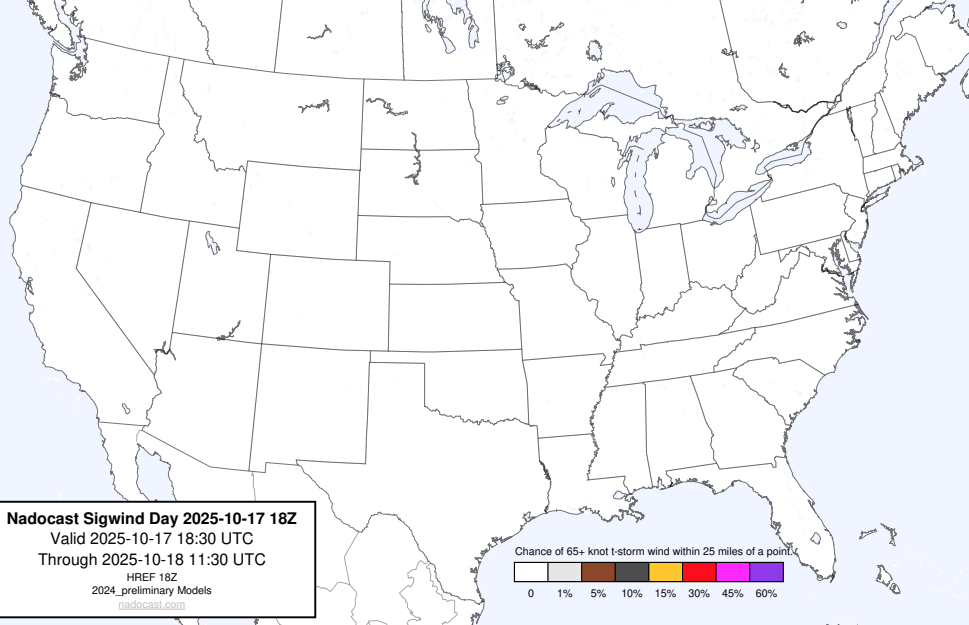 Nadocast Sigwind Day 2025-10-17 18Z
Valid 2025-10-17 18:30 UTC
Through 2025-10-18 11:30 UTC
HREF 18Z
2024_preliminary Models
nadocast.com
Chance of 65+ knot t-storm wind within 25 miles of a point.
0 1% 5% 10% 15% 30% 45% 60%